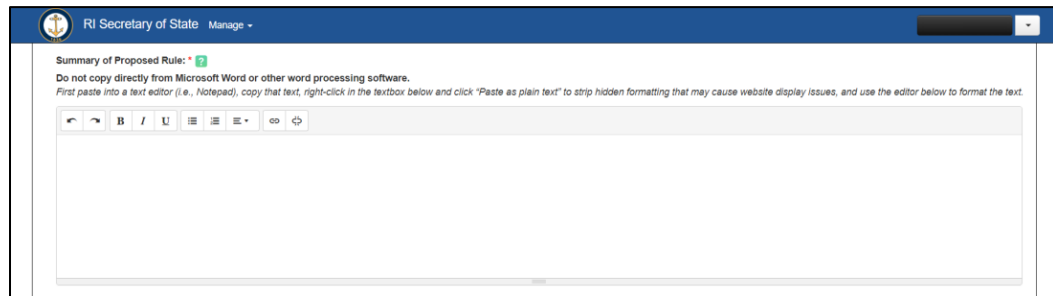 RI Secretary of State Manage
Summary of Proposed Rule: * ?
Do not copy directly from Microsoft Word or other word processing software.
First paste into a text editor (i.e., Notepad), copy that text, right-click in the textbox below and click "Paste as plain text" to strip hidden formatting that may cause website display issues, and use the editor below to format the text.
B I U